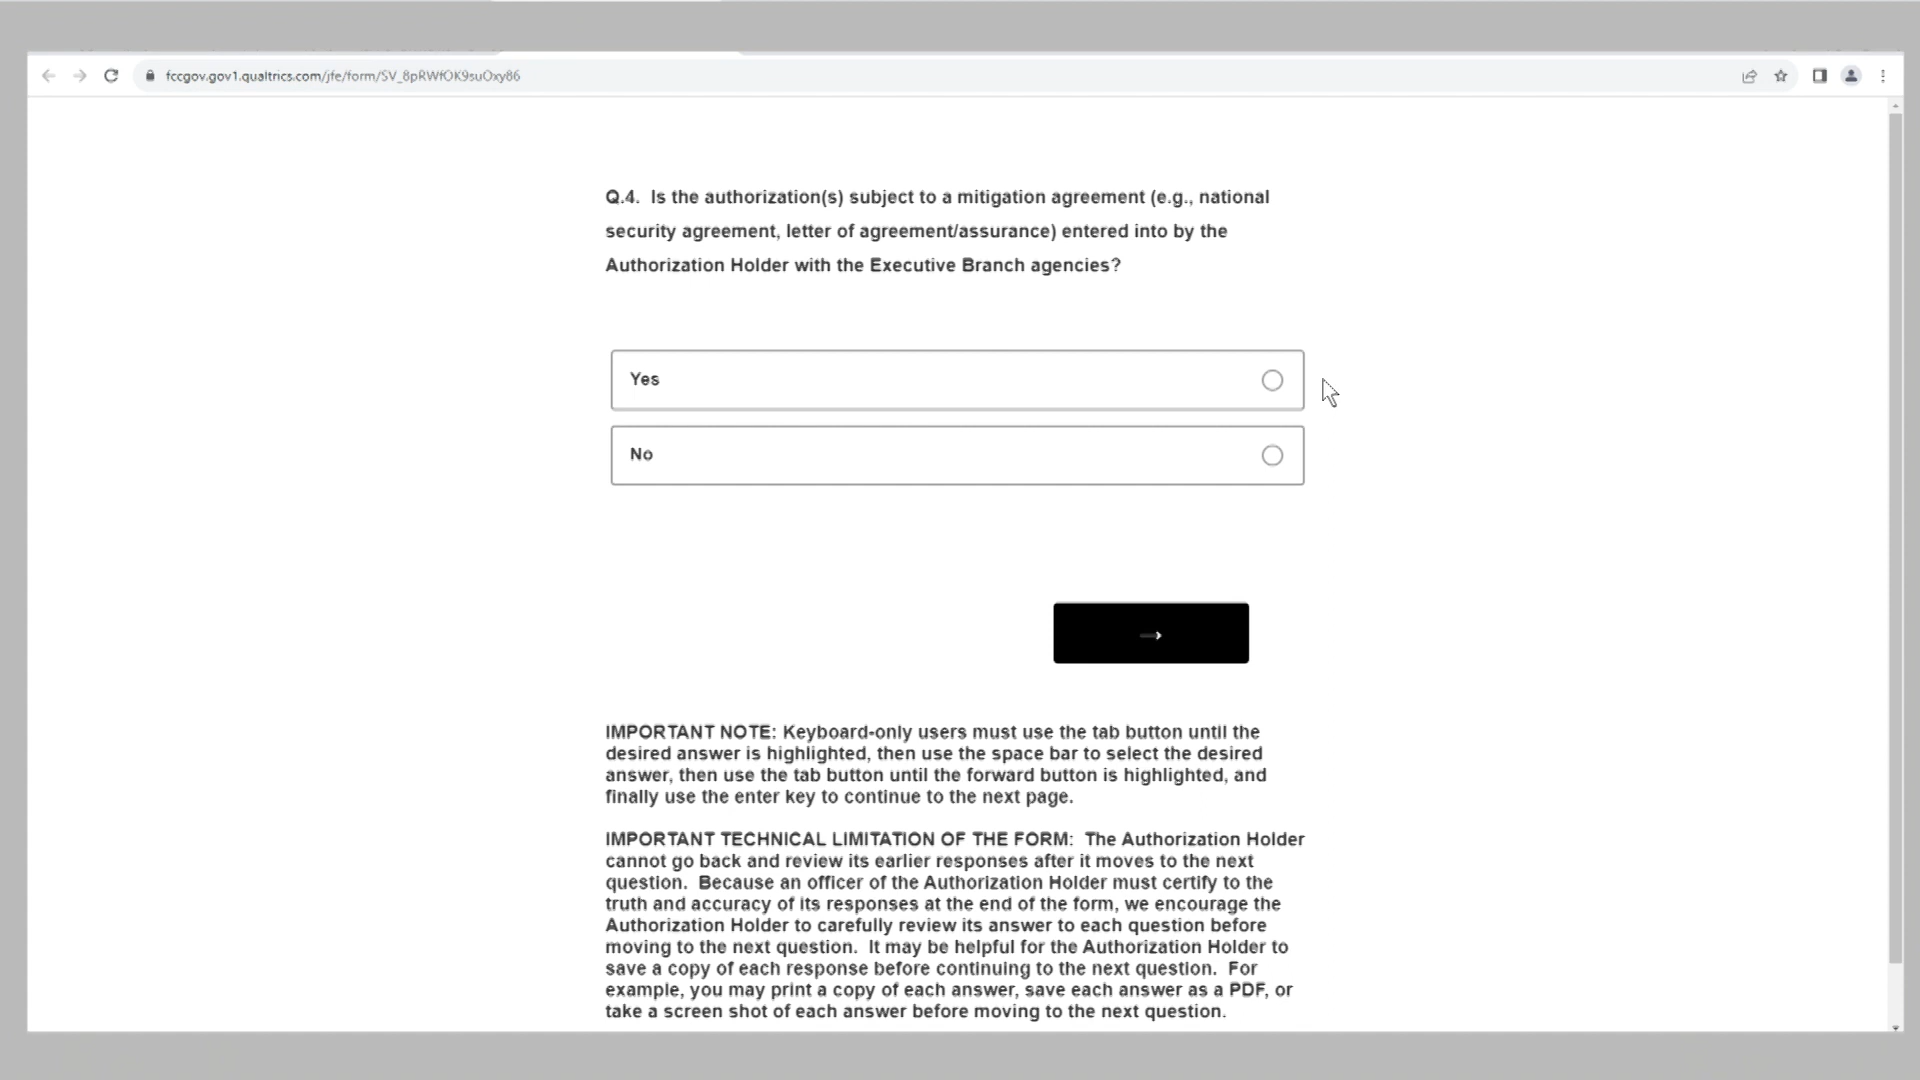 fccgov.gov1.qualtrics.com/jfe/form/SV_8pRWfOK9suOxy86
Q.4.  Is the authorization(s) subject to a mitigation agreement (e.g., national
security agreement, letter of agreement/assurance) entered into by the
Authorization Holder with the Executive Branch agencies?
Yes
No
→
IMPORTANT NOTE: Keyboard-only users must use the tab button until the
desired answer is highlighted, then use the space bar to select the desired
answer, then use the tab button until the forward button is highlighted, and
finally use the enter key to continue to the next page.
IMPORTANT TECHNICAL LIMITATION OF THE FORM:  The Authorization Holder
cannot go back and review its earlier responses after it moves to the next
question.  Because an officer of the Authorization Holder must certify to the
truth and accuracy of its responses at the end of the form, we encourage the
Authorization Holder to carefully review its answer to each question before
moving to the next question.  It may be helpful for the Authorization Holder to
save a copy of each response before continuing to the next question.  For
example, you may print a copy of each answer, save each answer as a PDF, or
take a screen shot of each answer before moving to the next question.